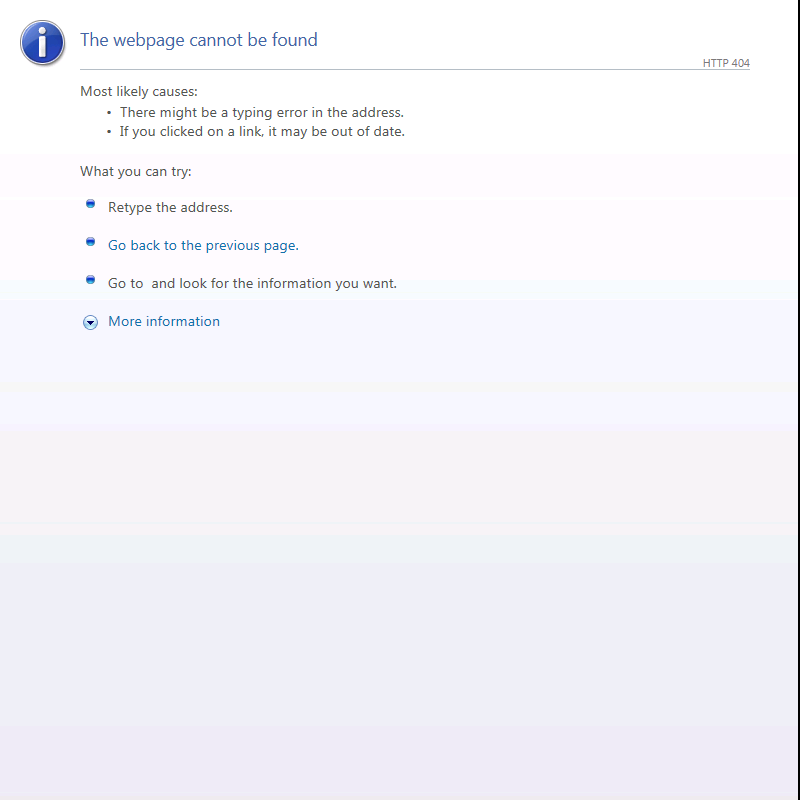 The webpage cannot be found
HTTP 404
Most likely causes:
• There might be a typing error in the address.
• If you clicked on a link, it may be out of date.
What you can try:
Retype the address.
Go back to the previous page.
Go to  and look for the information you want.
More information